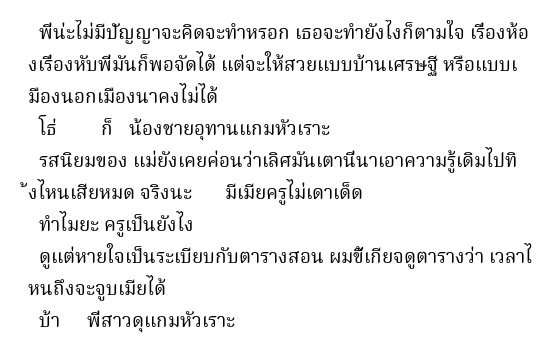 พี่น่ะไม่มีปัญญาจะคิดจะทำหรอก เธอจะทำยังไงก็ตามใจ เรื่องห้อ
งเรื่องหับพี่มันก็พอจัดได้ แต่จะให้สวยแบบบ้านเศรษฐี หรือแบบเ
มืองนอกเมืองนาคงไม่ได้
โธ่ ก็ น้องชายอุทานแกมหัวเราะ
รสนิยมของ แม่ยังเคยค่อนว่าเลิศมันเตานีนาเอาความรู้เดิมไปทิ
้งไหนเสียหมด จริงนะ มีเมียครูไม่เดาเด็ด
ทำไมยะ ครูเป็นยังไง
ดูแต่หายใจเป็นระเบียบกับตารางสอน ผมขี้เกียจดูตารางว่า เวลาไ
หนถึงจะจูบเมียได้
บ้า พี่สาวดุแกมหัวเราะ